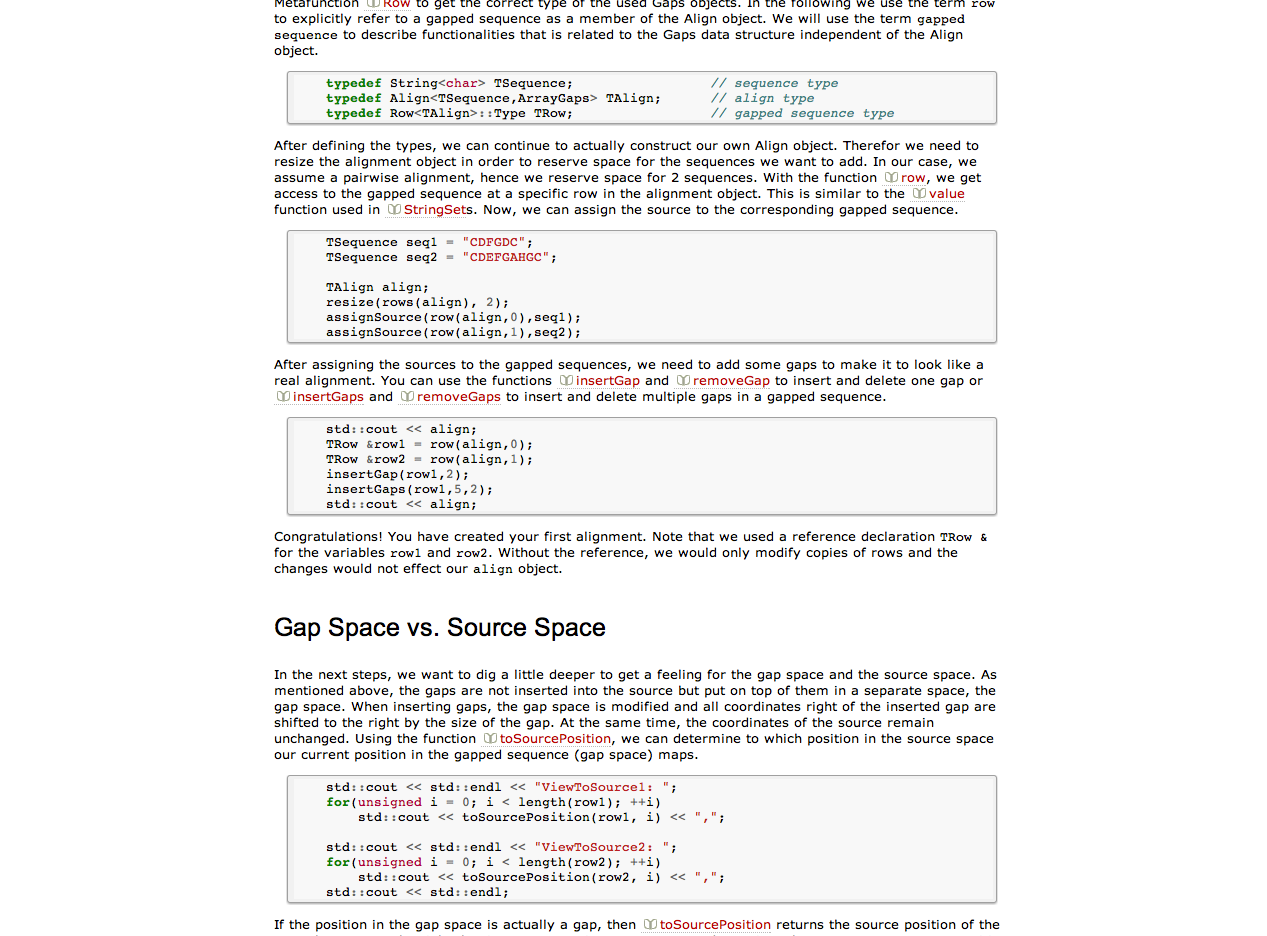 Metafunction Row to get the correct type of the used Gaps objects. In the following we use the term row
to explicitly refer to a gapped sequence as a member of the Align object. We will use the term gapped
sequence to describe functionalities that is related to the Gaps data structure independent of the Align
object.
typedef String<char> TSequence; // sequence type
typedef Align<TSequence,ArrayGaps> TAlign; // align type
typedef Row<TAlign>::Type TRow; // gapped sequence type
After defining the types, we can continue to actually construct our own Align object. Therefor we need to
resize the alignment object in order to reserve space for the sequences we want to add. In our case, we
assume a pairwise alignment, hence we reserve space for 2 sequences. With the function row, we get
access to the gapped sequence at a specific row in the alignment object. This is similar to the value
function used in StringSets. Now, we can assign the source to the corresponding gapped sequence.
TSequence seq1 = "CDFGDC";
TSequence seq2 = "CDEFGAHGC";
TAlign align;
resize(rows(align), 2);
assignSource(row(align,0),seq1);
assignSource(row(align,1),seq2);
After assigning the sources to the gapped sequences, we need to add some gaps to make it to look like a
real alignment. You can use the functions insertGap and removeGap to insert and delete one gap or
insertGaps and removeGaps to insert and delete multiple gaps in a gapped sequence.
std::cout << align;
TRow &row1 = row(align,0);
TRow &row2 = row(align,1);
insertGap(row1,2);
insertGaps(row1,5,2);
std::cout << align;
Congratulations! You have created your first alignment. Note that we used a reference declaration TRow &
for the variables row1 and row2. Without the reference, we would only modify copies of rows and the
changes would not effect our align object.
Gap Space vs. Source Space
In the next steps, we want to dig a little deeper to get a feeling for the gap space and the source space. As
mentioned above, the gaps are not inserted into the source but put on top of them in a separate space, the
gap space. When inserting gaps, the gap space is modified and all coordinates right of the inserted gap are
shifted to the right by the size of the gap. At the same time, the coordinates of the source remain
unchanged. Using the function toSourcePosition, we can determine to which position in the source space
our current position in the gapped sequence (gap space) maps.
std::cout << std::endl << "ViewToSource1: ";
for(unsigned i = 0; i < length(row1); ++i)
std::cout << toSourcePosition(row1, i) << ",";
std::cout << std::endl << "ViewToSource2: ";
for(unsigned i = 0; i < length(row2); ++i)
std::cout << toSourcePosition(row2, i) << ",";
std::cout << std::endl;
If the position in the gap space is actually a gap, then toSourcePosition returns the source position of the